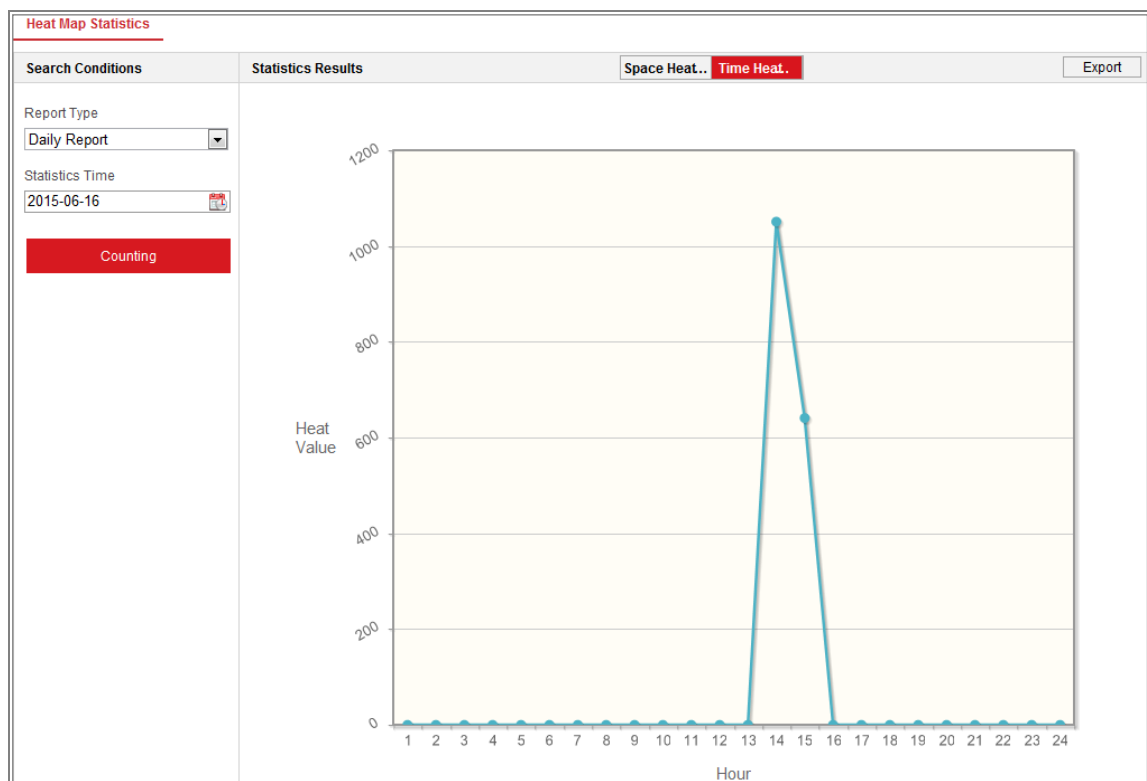 Heat Map Statistics
Search Conditions
Statistics Results
Space Heat...
Time Heat..
Export
Report Type
Daily Report
Statistics Time
2015-06-16
Counting
1200
1000
800
600
400
200
0
Heat
Value
1 2 3 4 5 6 7 8 9 10 11 12 13 14 15 16 17 18 19 20 21 22 23 24
Hour